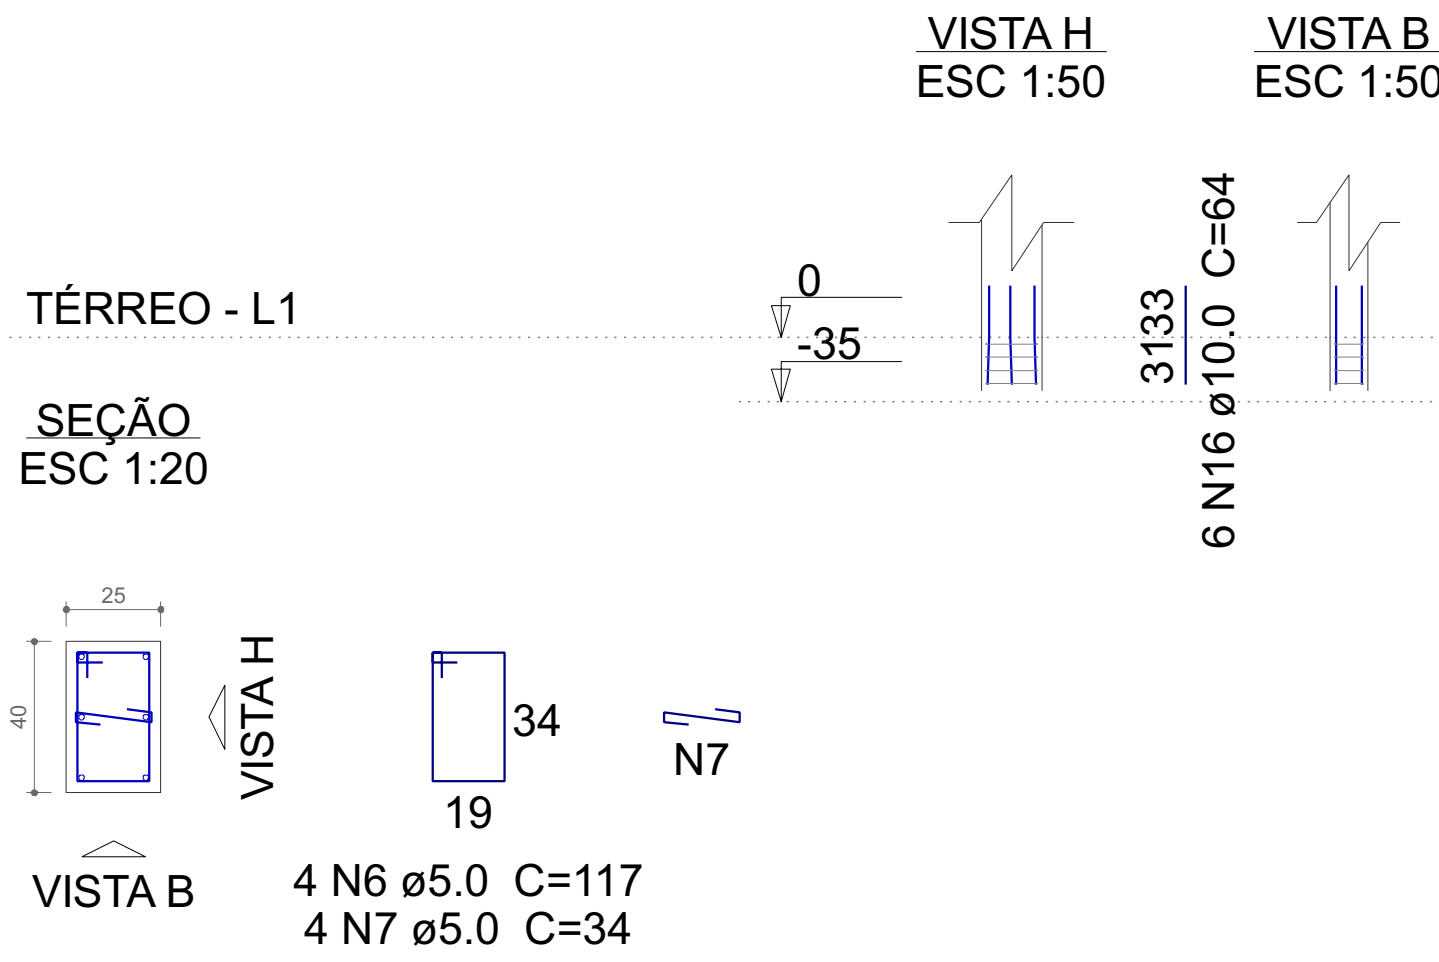 VISTA H
ESC 1:50
VISTA B
ESC 1:50
TÉRREO - L1
0
-35
3133
6 N16 ø10.0 C=64
SEÇÃO
ESC 1:20
25
40
VISTA H
34
19
N7
VISTA B
4 N6 ø5.0 C=117
4 N7 ø5.0 C=34